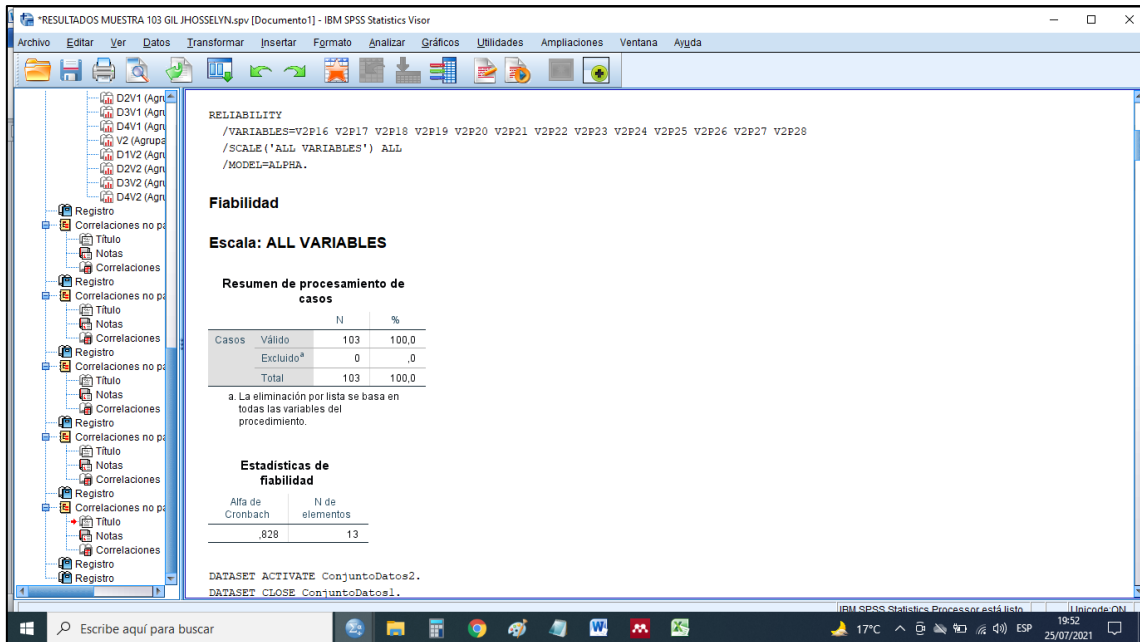 *RESULTADOS MUESTRA 103 GIL JHOSSELYN.spv [Documento1] - IBM SPSS Statistics Visor
Archivo Editar Ver Datos Transformar Insertar Formato Analizar Gráficos Utilidades Ampliaciones Ventana Ayuda
D2V1 (Agru
D3V1 (Agru
D4V1 (Agru
V2 (Agrupa
D1V2 (Agru
D2V2 (Agru
D3V2 (Agru
D4V2 (Agru
Registro
Correlaciones no pa
Título
Notas
Correlaciones
Registro
Correlaciones no pa
Título
Notas
Correlaciones
Registro
Correlaciones no pa
Título
Notas
Correlaciones
Registro
Correlaciones no pa
Título
Notas
Correlaciones
Registro
Correlaciones no pa
Título
Notas
Correlaciones
Registro
Registro
RELIABILITY
/VARIABLES=V2P16 V2P17 V2P18 V2P19 V2P20 V2P21 V2P22 V2P23 V2P24 V2P25 V2P26 V2P27 V2P28
/SCALE('ALL VARIABLES') ALL
/MODEL=ALPHA.
Fiabilidad
Escala: ALL VARIABLES
Resumen de procesamiento de
casos
N %
Casos Válido 103 100,0
Excluidoa 0 ,0
Total 103 100,0
a. La eliminación por lista se basa en
todas las variables del
procedimiento.
Estadísticas de
fiabilidad
Alfa de N de
Cronbach elementos
,828 13
DATASET ACTIVATE ConjuntoDatos2.
DATASET CLOSE ConjuntoDatos1.
IBM SPSS Statistics Processor está listo Unicode:ON
Escribe aquí para buscar
17°C ESP 19:52
25/07/2021